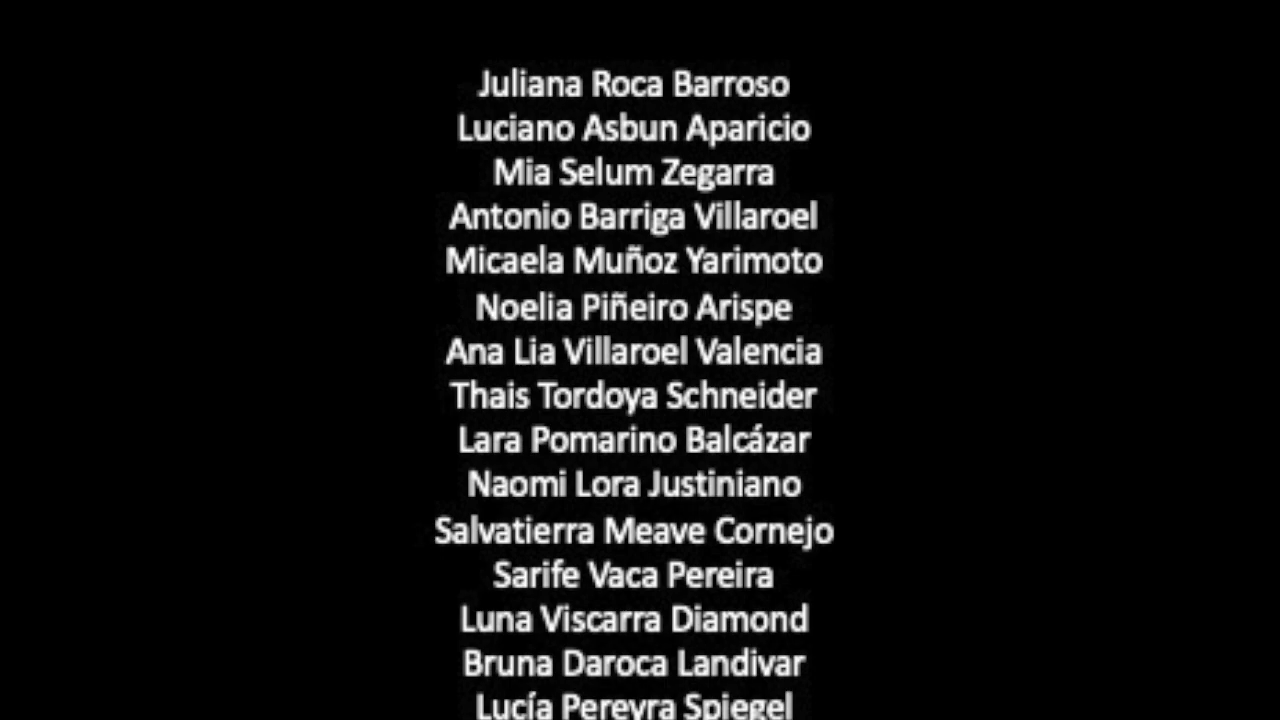 Juliana Roca Barroso
Luciano Asbun Aparicio
Mia Selum Zegarra
Antonio Barriga Villaroel
Micaela Muñoz Yarimoto
Noelia Piñeiro Arispe
Ana Lia Villaroel Valencia
Thais Tordoya Schneider
Lara Pomarino Balcázar
Naomi Lora Justiniano
Salvatierra Meave Cornejo
Sarife Vaca Pereira
Luna Viscarra Diamond
Bruna Daroca Landivar
Lucía Pereyra Spiegel